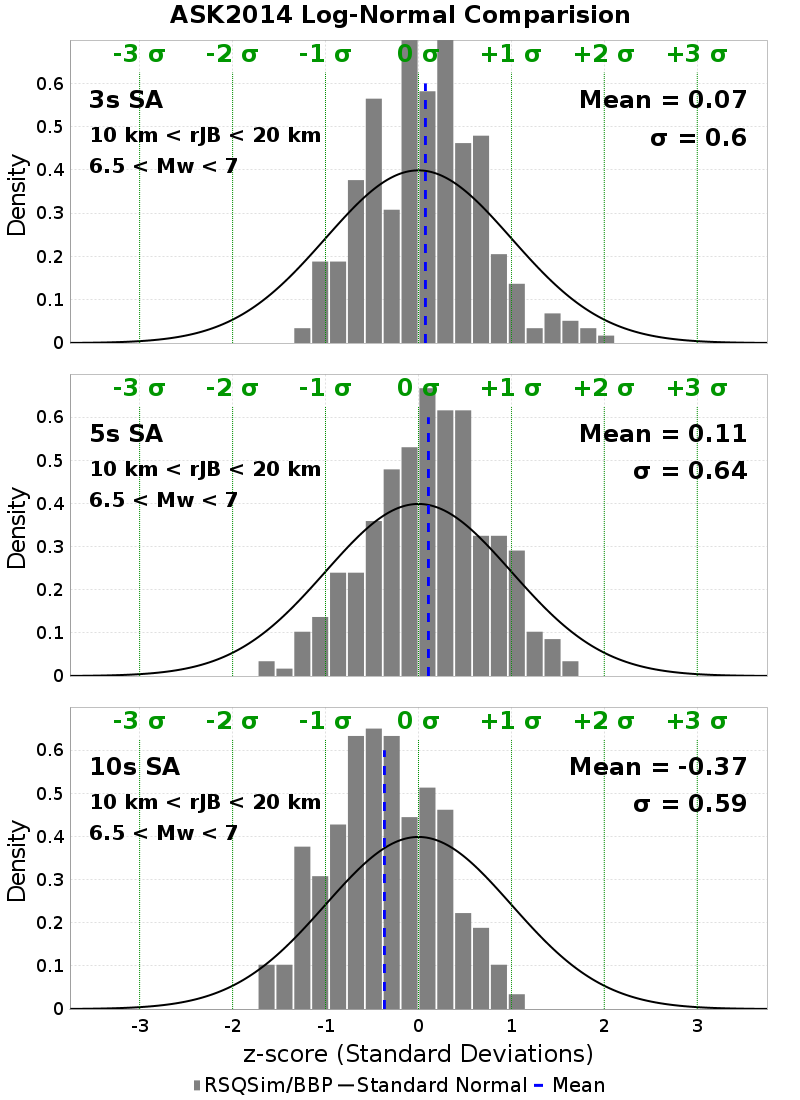 ASK2014 Log-Normal Comparision
-3 σ -2 σ -1 σ 0 σ +1 σ +2 σ +3 σ
0.6
3s SA Mean = 0.07
0.5
10 km < rJB < 20 km σ = 0.6
6.5 < Mw < 7
0.4
0.3
0.2
0.1
0
Density
-3 σ -2 σ -1 σ 0 σ +1 σ +2 σ +3 σ
0.6
5s SA Mean = 0.11
0.5
10 km < rJB < 20 km σ = 0.64
6.5 < Mw < 7
0.4
0.3
0.2
0.1
0
Density
-3 σ -2 σ -1 σ 0 σ +1 σ +2 σ +3 σ
0.6
10s SA Mean = -0.37
0.5
10 km < rJB < 20 km σ = 0.59
6.5 < Mw < 7
0.4
0.3
0.2
0.1
0
Density
-3 -2 -1 0 1 2 3
z-score (Standard Deviations)
RSQSim/BBP Standard Normal Mean